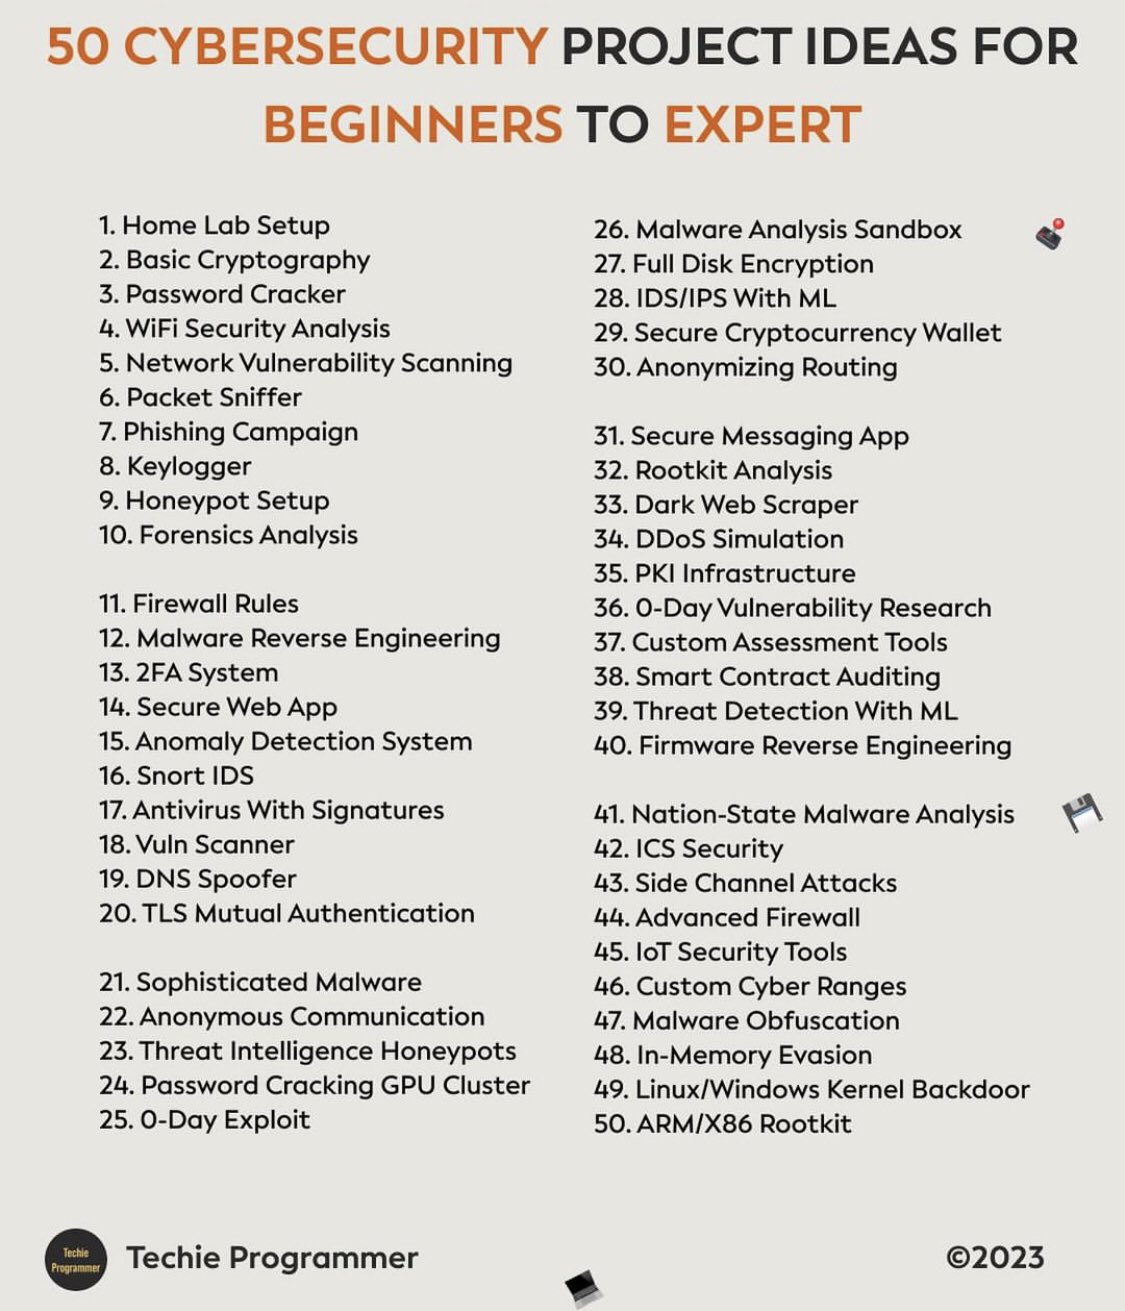 50 CYBERSECURITY PROJECT IDEAS FOR
BEGINNERS TO EXPERT
1. Home Lab Setup
2. Basic Cryptography
3. Password Cracker
4. WiFi Security Analysis
5. Network Vulnerability Scanning
6. Packet Sniffer
7. Phishing Campaign
8. Keylogger
9. Honeypot Setup
10. Forensics Analysis
11. Firewall Rules
12. Malware Reverse Engineering
13. 2FA System
14. Secure Web App
15. Anomaly Detection System
16. Snort IDS
17. Antivirus With Signatures
18. Vuln Scanner
19. DNS Spoofer
20. TLS Mutual Authentication
21. Sophisticated Malware
22. Anonymous Communication
23. Threat Intelligence Honeypots
24. Password Cracking GPU Cluster
25. 0-Day Exploit
26. Malware Analysis Sandbox
27. Full Disk Encryption
28. IDS/IPS With ML
29. Secure Cryptocurrency Wallet
30. Anonymizing Routing
31. Secure Messaging App
32. Rootkit Analysis
33. Dark Web Scraper
34. DDoS Simulation
35. PKI Infrastructure
36. 0-Day Vulnerability Research
37. Custom Assessment Tools
38. Smart Contract Auditing
39. Threat Detection With ML
40. Firmware Reverse Engineering
41. Nation-State Malware Analysis
42. ICS Security
43. Side Channel Attacks
44. Advanced Firewall
45. IoT Security Tools
46. Custom Cyber Ranges
47. Malware Obfuscation
48. In-Memory Evasion
49. Linux/Windows Kernel Backdoor
50. ARM/X86 Rootkit
Techie
Programmer
Techie Programmer
©2023